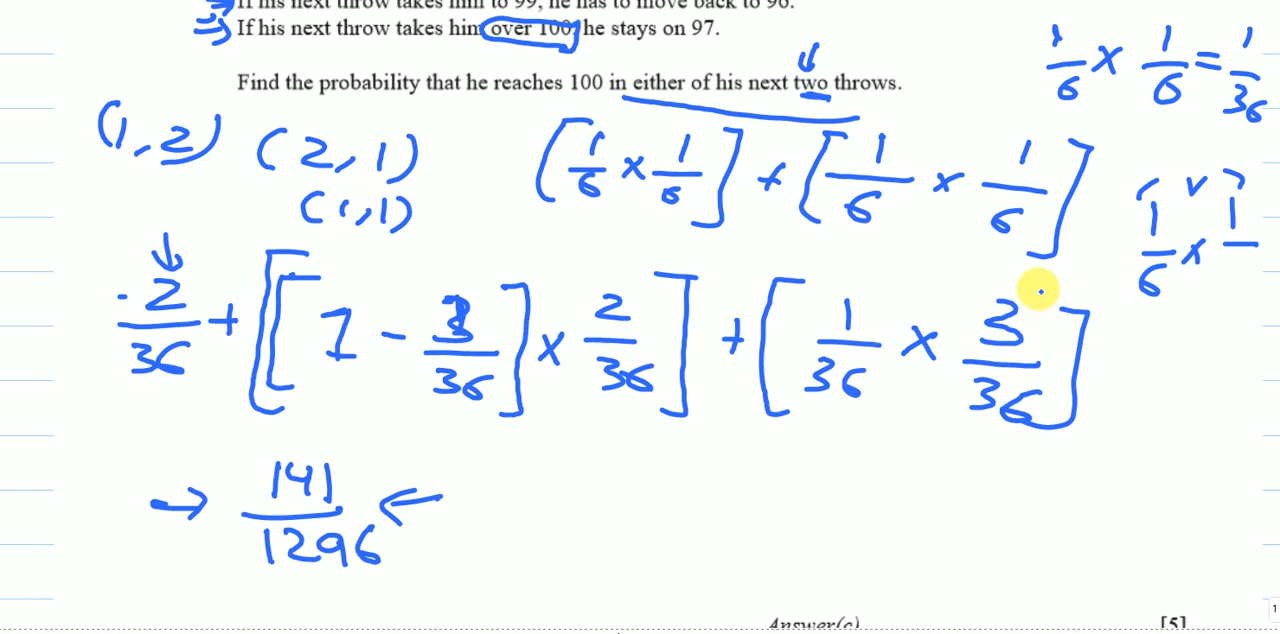 If his next throw takes him to 99, he has to move back to 90.
If his next throw takes him over 100, he stays on 97.
1/6 × 1/6 = 1/36
Find the probability that he reaches 100 in either of his next two throws.
(1,2) (2,1) [1/6 × 1/6] + [1/6 × 1/6]
(1,1)
1/6 × 1
2/36 + [[1 - 3/36] × 2/36] + [1/36 × 3/36]
→ 141/1296 ←
Answer(c) [5]